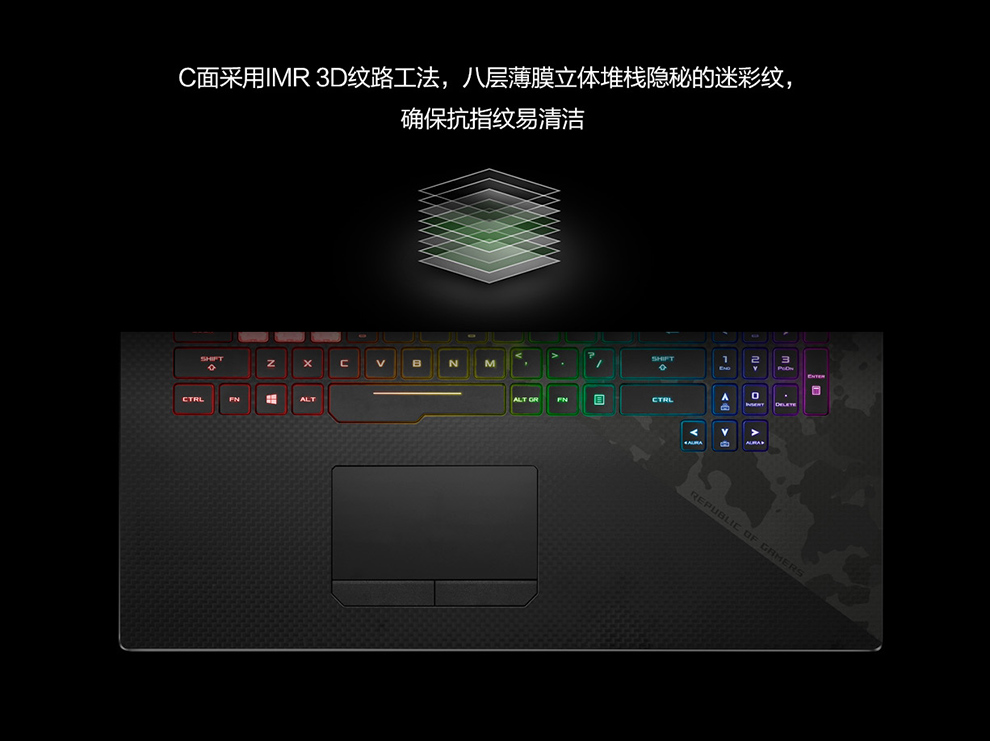 C面采用IMR 3D纹路工法，八层薄膜立体堆栈隐秘的迷彩纹，
确保抗指纹易清洁
SHIFT Z X C V B N M < , > . ? / SHIFT 1 END 2 3 PGDN ENTER
CTRL FN ALT ALT GR FN CTRL 0 INSERT . DELETE
AURA AURA
REPUBLIC OF GAMERS